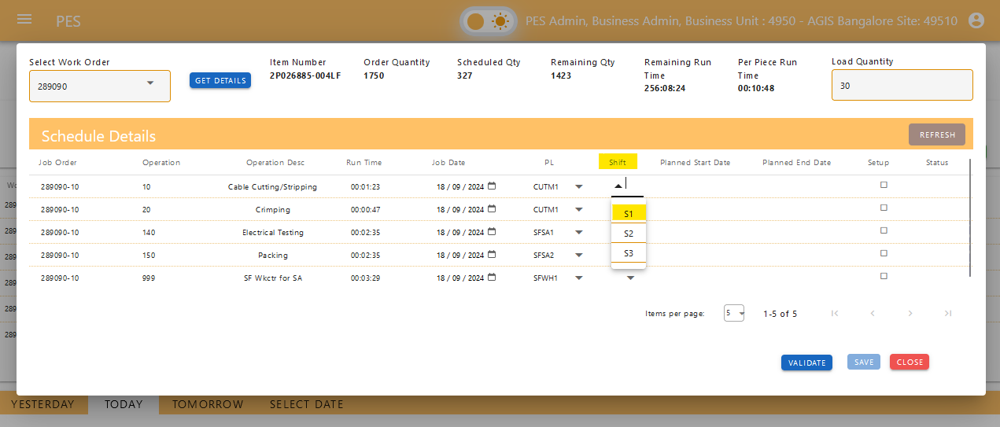 PES
PES Admin, Business Admin, Business Unit : 4950 - AGIS Bangalore Site: 49510
Select Work Order
289090
GET DETAILS
Item Number
2P026885-004LF
Order Quantity
1750
Scheduled Qty
327
Remaining Qty
1423
Remaining Run
Time
256:08:24
Per Piece Run
Time
00:10:48
Load Quantity
30
Schedule Details
REFRESH
Job Order Operation Operation Desc Run Time Job Date PL Shift Planned Start Date Planned End Date Setup Status
289090-10 10 Cable Cutting/Stripping 00:01:23 18 / 09 / 2024 CUTM1
289090-10 20 Crimping 00:00:47 18 / 09 / 2024 CUTM1
289090-10 140 Electrical Testing 00:02:35 18 / 09 / 2024 SFSA1
289090-10 150 Packing 00:02:35 18 / 09 / 2024 SFSA2
289090-10 999 SF Wkctr for SA 00:03:29 18 / 09 / 2024 SFWH1
S1
S2
S3
Items per page: 5 1-5 of 5
VALIDATE SAVE CLOSE
Wo
289
289
289
289
289
289
YESTERDAY TODAY TOMORROW SELECT DATE